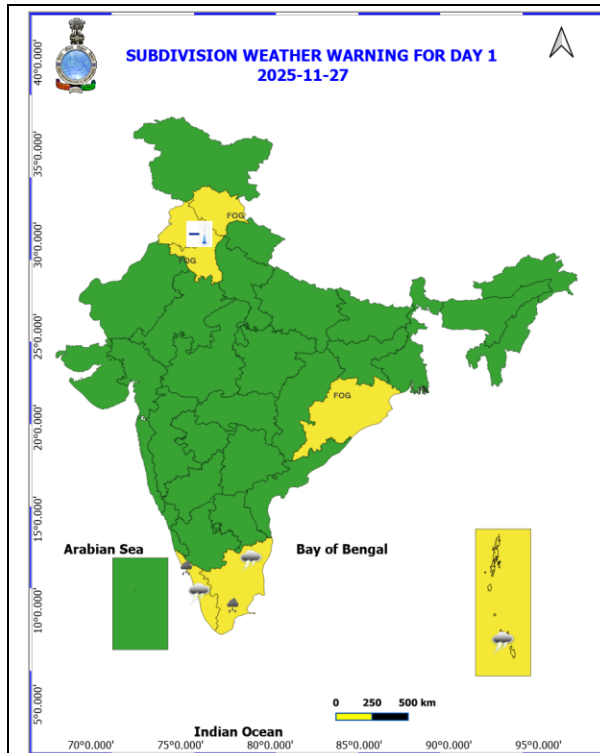 SUBDIVISION WEATHER WARNING FOR DAY 1
2025-11-27
40°0.000'
35°0.000'
FOG
FOG
30°0.000'
25°0.000'
FOG
20°0.000'
15°0.000'
Arabian Sea
Bay of Bengal
10°0.000'
5°0.000'
0 250 500 km
Indian Ocean
70°0.000' 75°0.000' 80°0.000' 85°0.000' 90°0.000' 95°0.000'